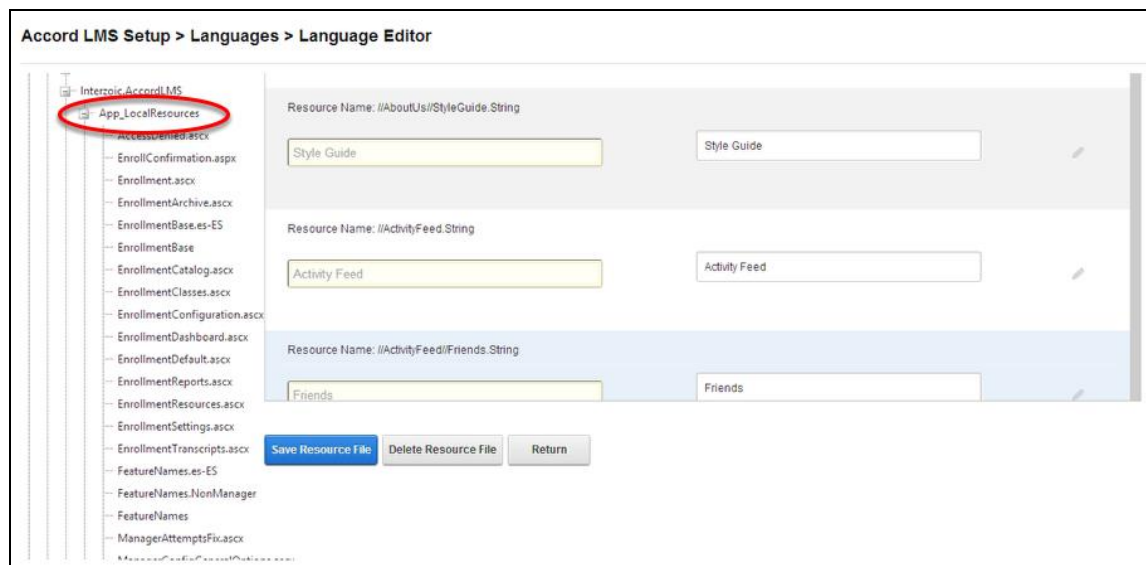 Accord LMS Setup > Languages > Language Editor
Interzoic.AccordLMS
App_LocalResources
AccessDenied.ascx
EnrollConfirmation.aspx
Enrollment.ascx
EnrollmentArchive.ascx
EnrollmentBase.es-ES
EnrollmentBase
EnrollmentCatalog.ascx
EnrollmentClasses.ascx
EnrollmentConfiguration.ascx
EnrollmentDashboard.ascx
EnrollmentDefault.ascx
EnrollmentReports.ascx
EnrollmentResources.ascx
EnrollmentSettings.ascx
EnrollmentTranscripts.ascx
FeatureNames.es-ES
FeatureNames.NonManager
FeatureNames
ManagerAttemptsFix.ascx
Resource Name: //AboutUs//StyleGuide.String
Style Guide Style Guide
Resource Name: //ActivityFeed.String
Activity Feed Activity Feed
Resource Name: //ActivityFeed//Friends.String
Friends Friends
Save Resource File Delete Resource File Return